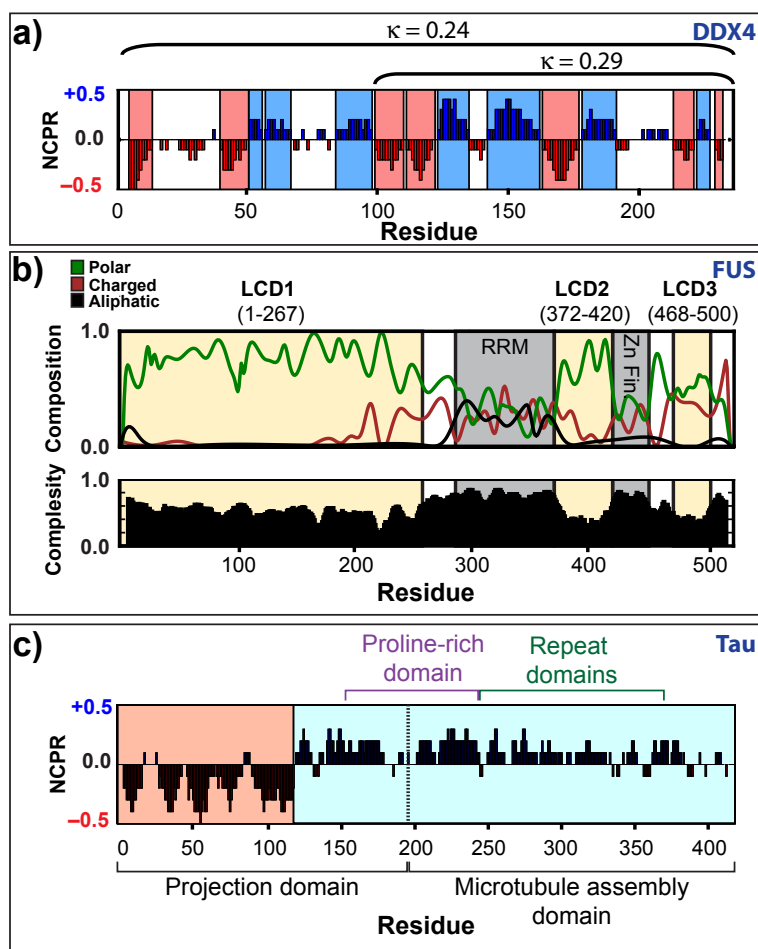 a)
DDX4
κ = 0.24
κ = 0.29
+0.5
0.0
−0.5
NCPR
0 50 100 150 200
Residue
b)
FUS
Polar
Charged
Aliphatic
LCD1 LCD2 LCD3
(1-267) (372-420) (468-500)
1.0
0.0
Composition
RRM
Zn Fin
1.0
0.0
Complesity
100 200 300 400 500
Residue
c)
Tau
Proline-rich domain
Repeat domains
+0.5
0.0
−0.5
NCPR
0 50 100 150 200 250 300 350 400
Projection domain
Microtubule assembly domain
Residue